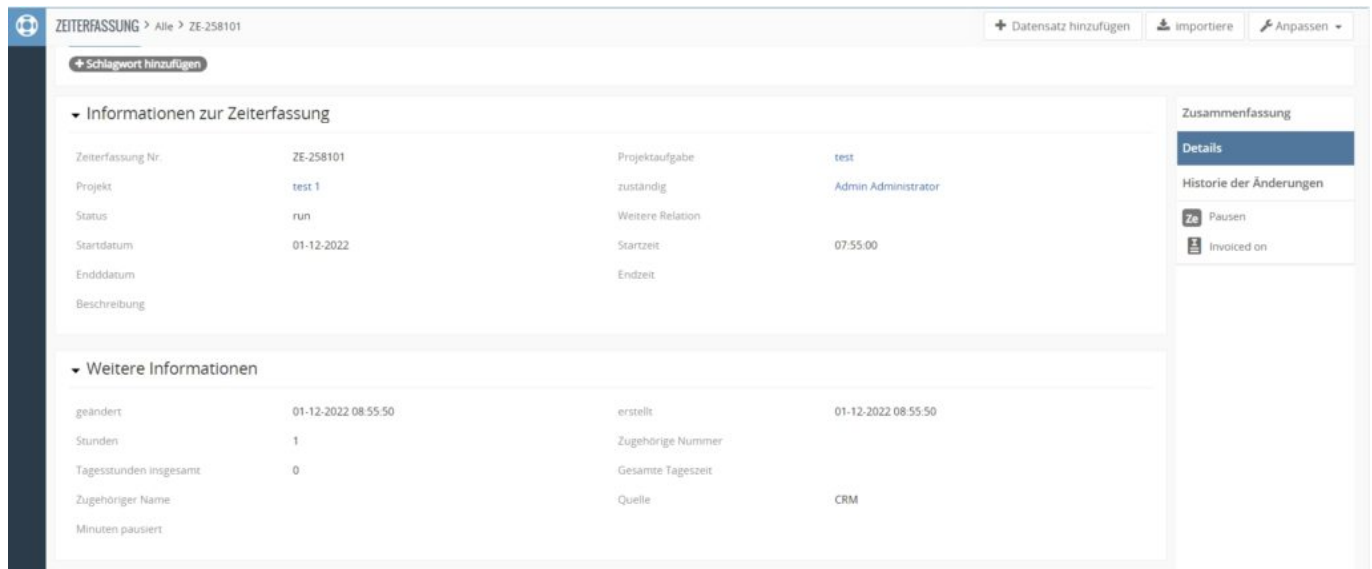 ZEITERFASSUNG > Alle > ZE-258101
+ Datensatz hinzufügen
importiere
Anpassen
+ Schlagwort hinzufügen
Informationen zur Zeiterfassung
Zeiterfassung Nr. ZE-258101 Projektaufgabe test
Projekt test 1 zuständig Admin Administrator
Status run Weitere Relation
Startdatum 01-12-2022 Startzeit 07:55:00
Endddatum Endzeit
Beschreibung
Weitere Informationen
geändert 01-12-2022 08:55:50 erstellt 01-12-2022 08:55:50
Stunden 1 Zugehörige Nummer
Tagesstunden insgesamt 0 Gesamte Tageszeit
Zugehöriger Name Quelle CRM
Minuten pausiert
Zusammenfassung
Details
Historie der Änderungen
Ze Pausen
Invoiced on